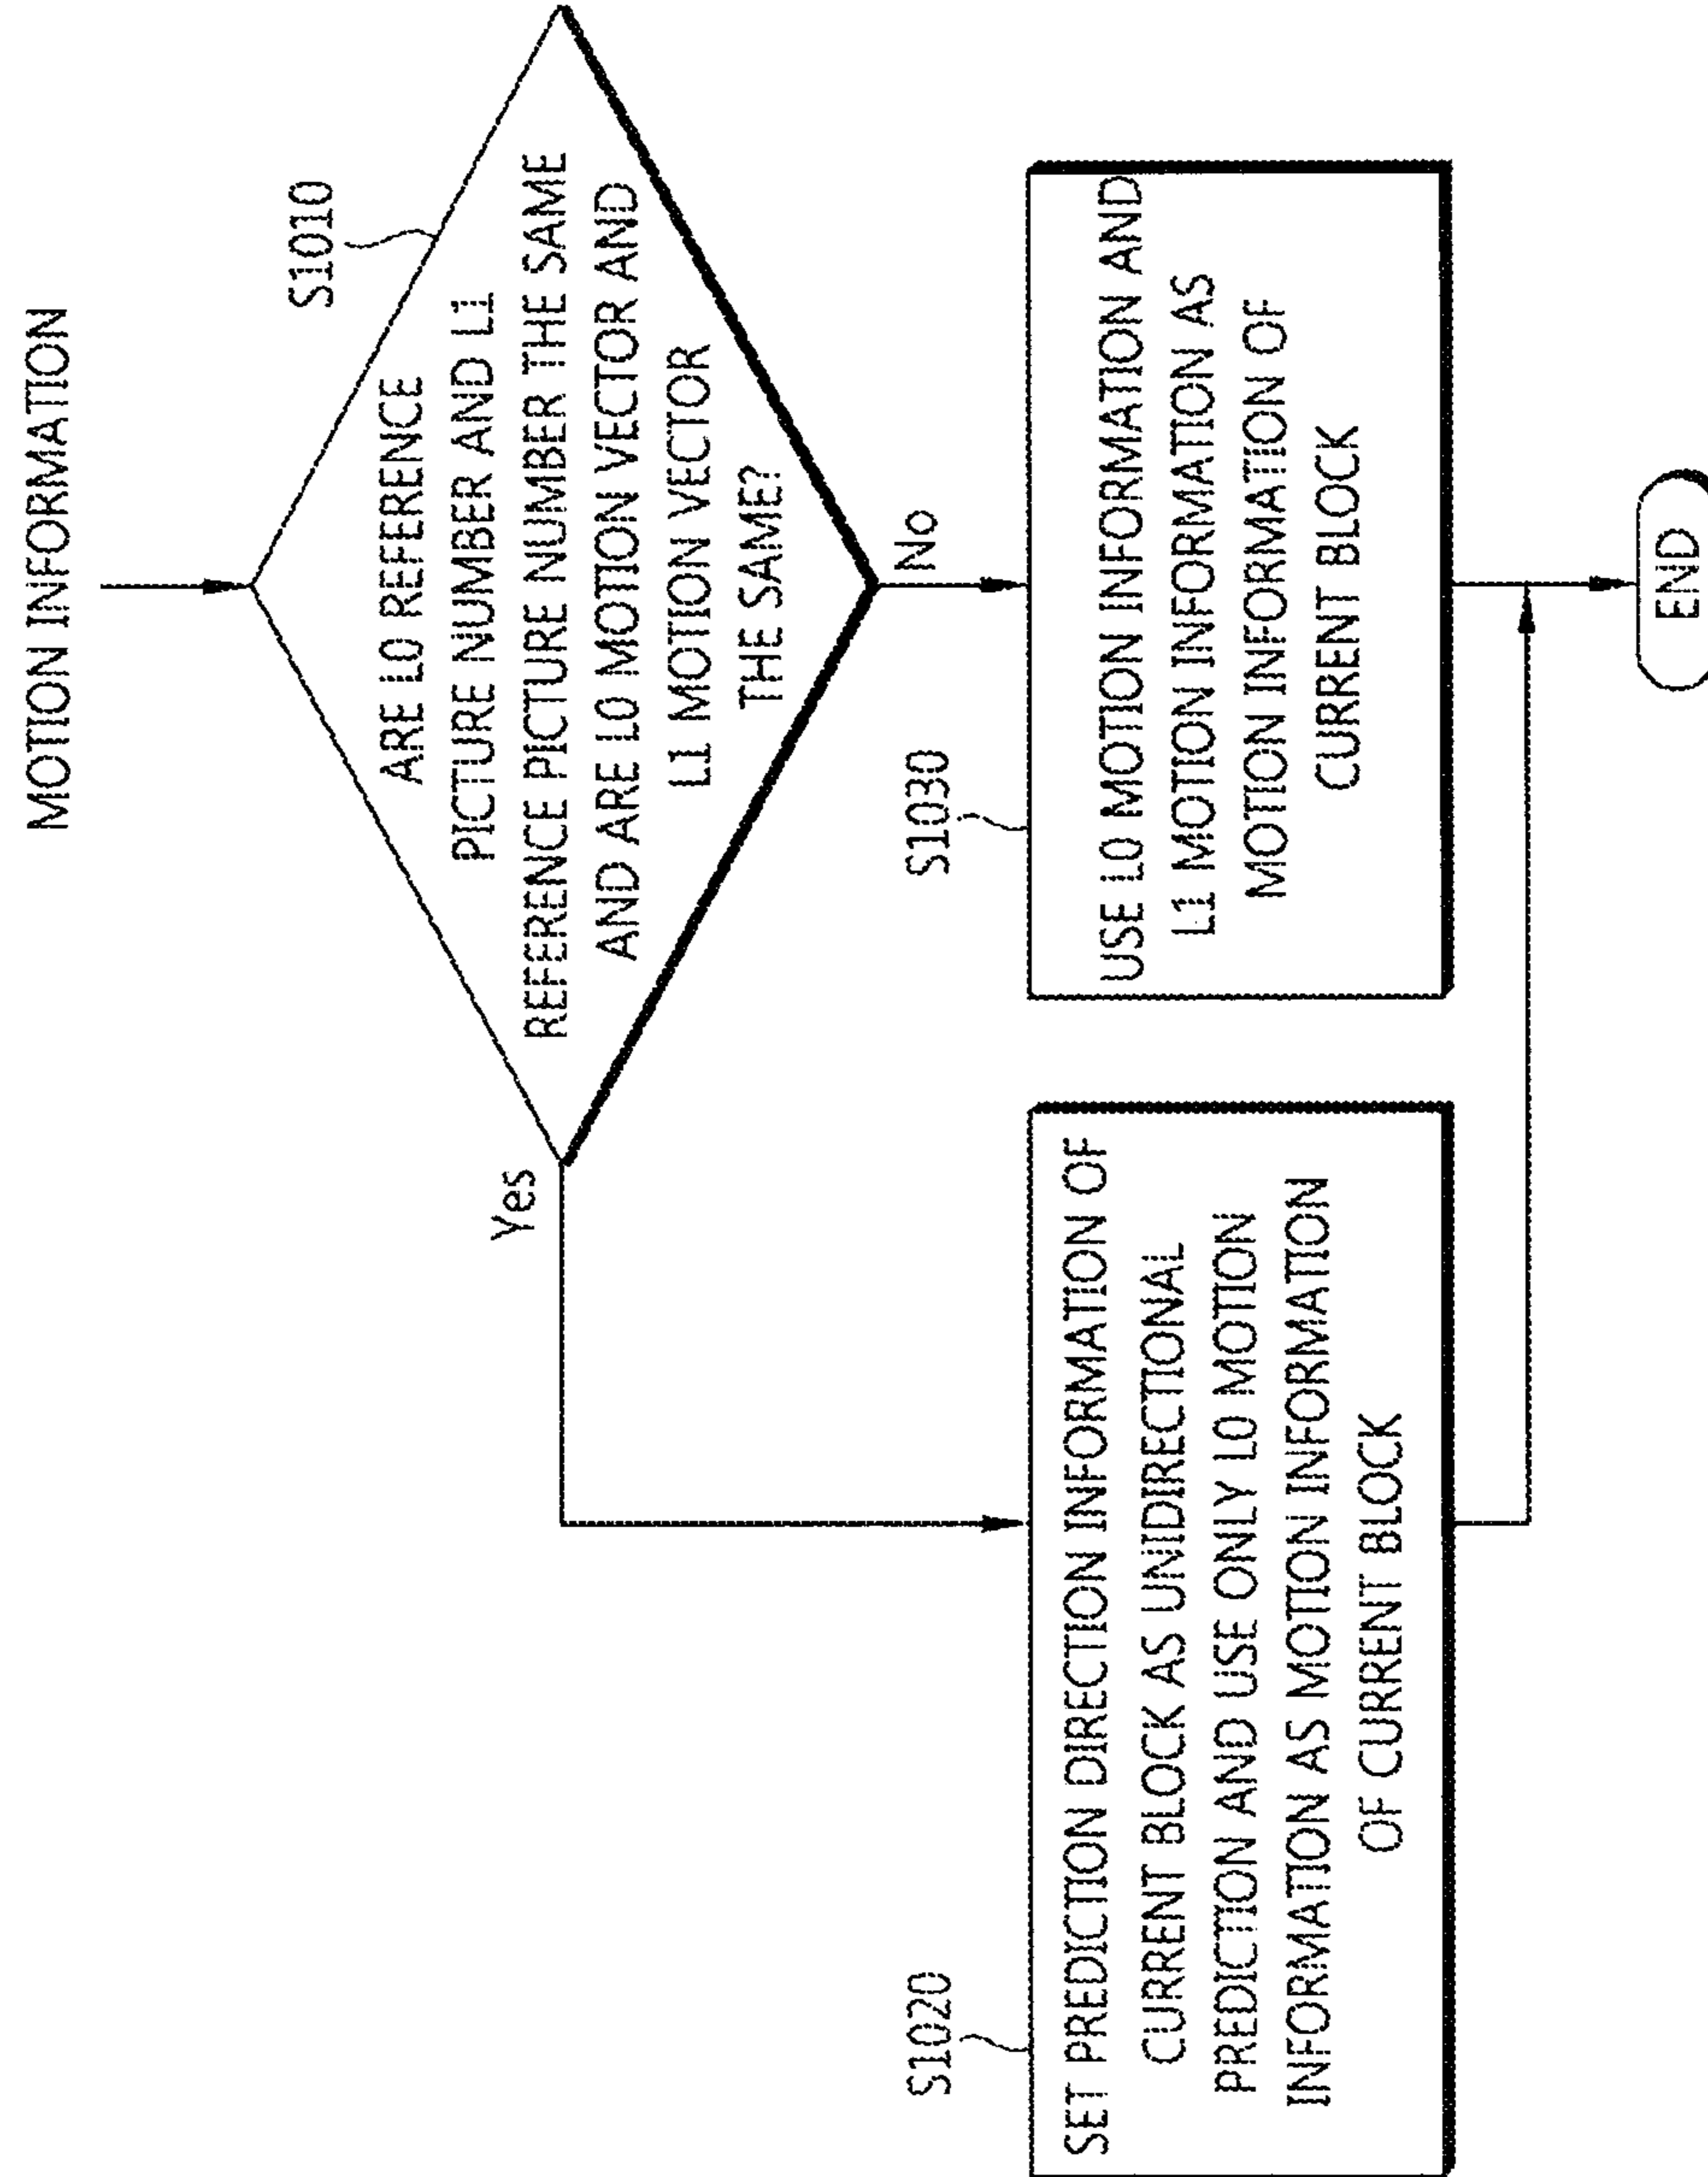 MOTION INFORMATION
S1010
ARE L0 REFERENCE
PICTURE NUMBER AND L1
REFERENCE PICTURE NUMBER THE SAME
AND ARE L0 MOTION VECTOR AND
L1 MOTION VECTOR
THE SAME?
Yes
No
S1020
SET PREDICTION DIRECTION INFORMATION OF
CURRENT BLOCK AS UNIDIRECTIONAL
PREDICTION AND USE ONLY L0 MOTION
INFORMATION AS MOTION INFORMATION
OF CURRENT BLOCK
S1030
USE L0 MOTION INFORMATION AND
L1 MOTION INFORMATION AS
MOTION INFORMATION OF
CURRENT BLOCK
END